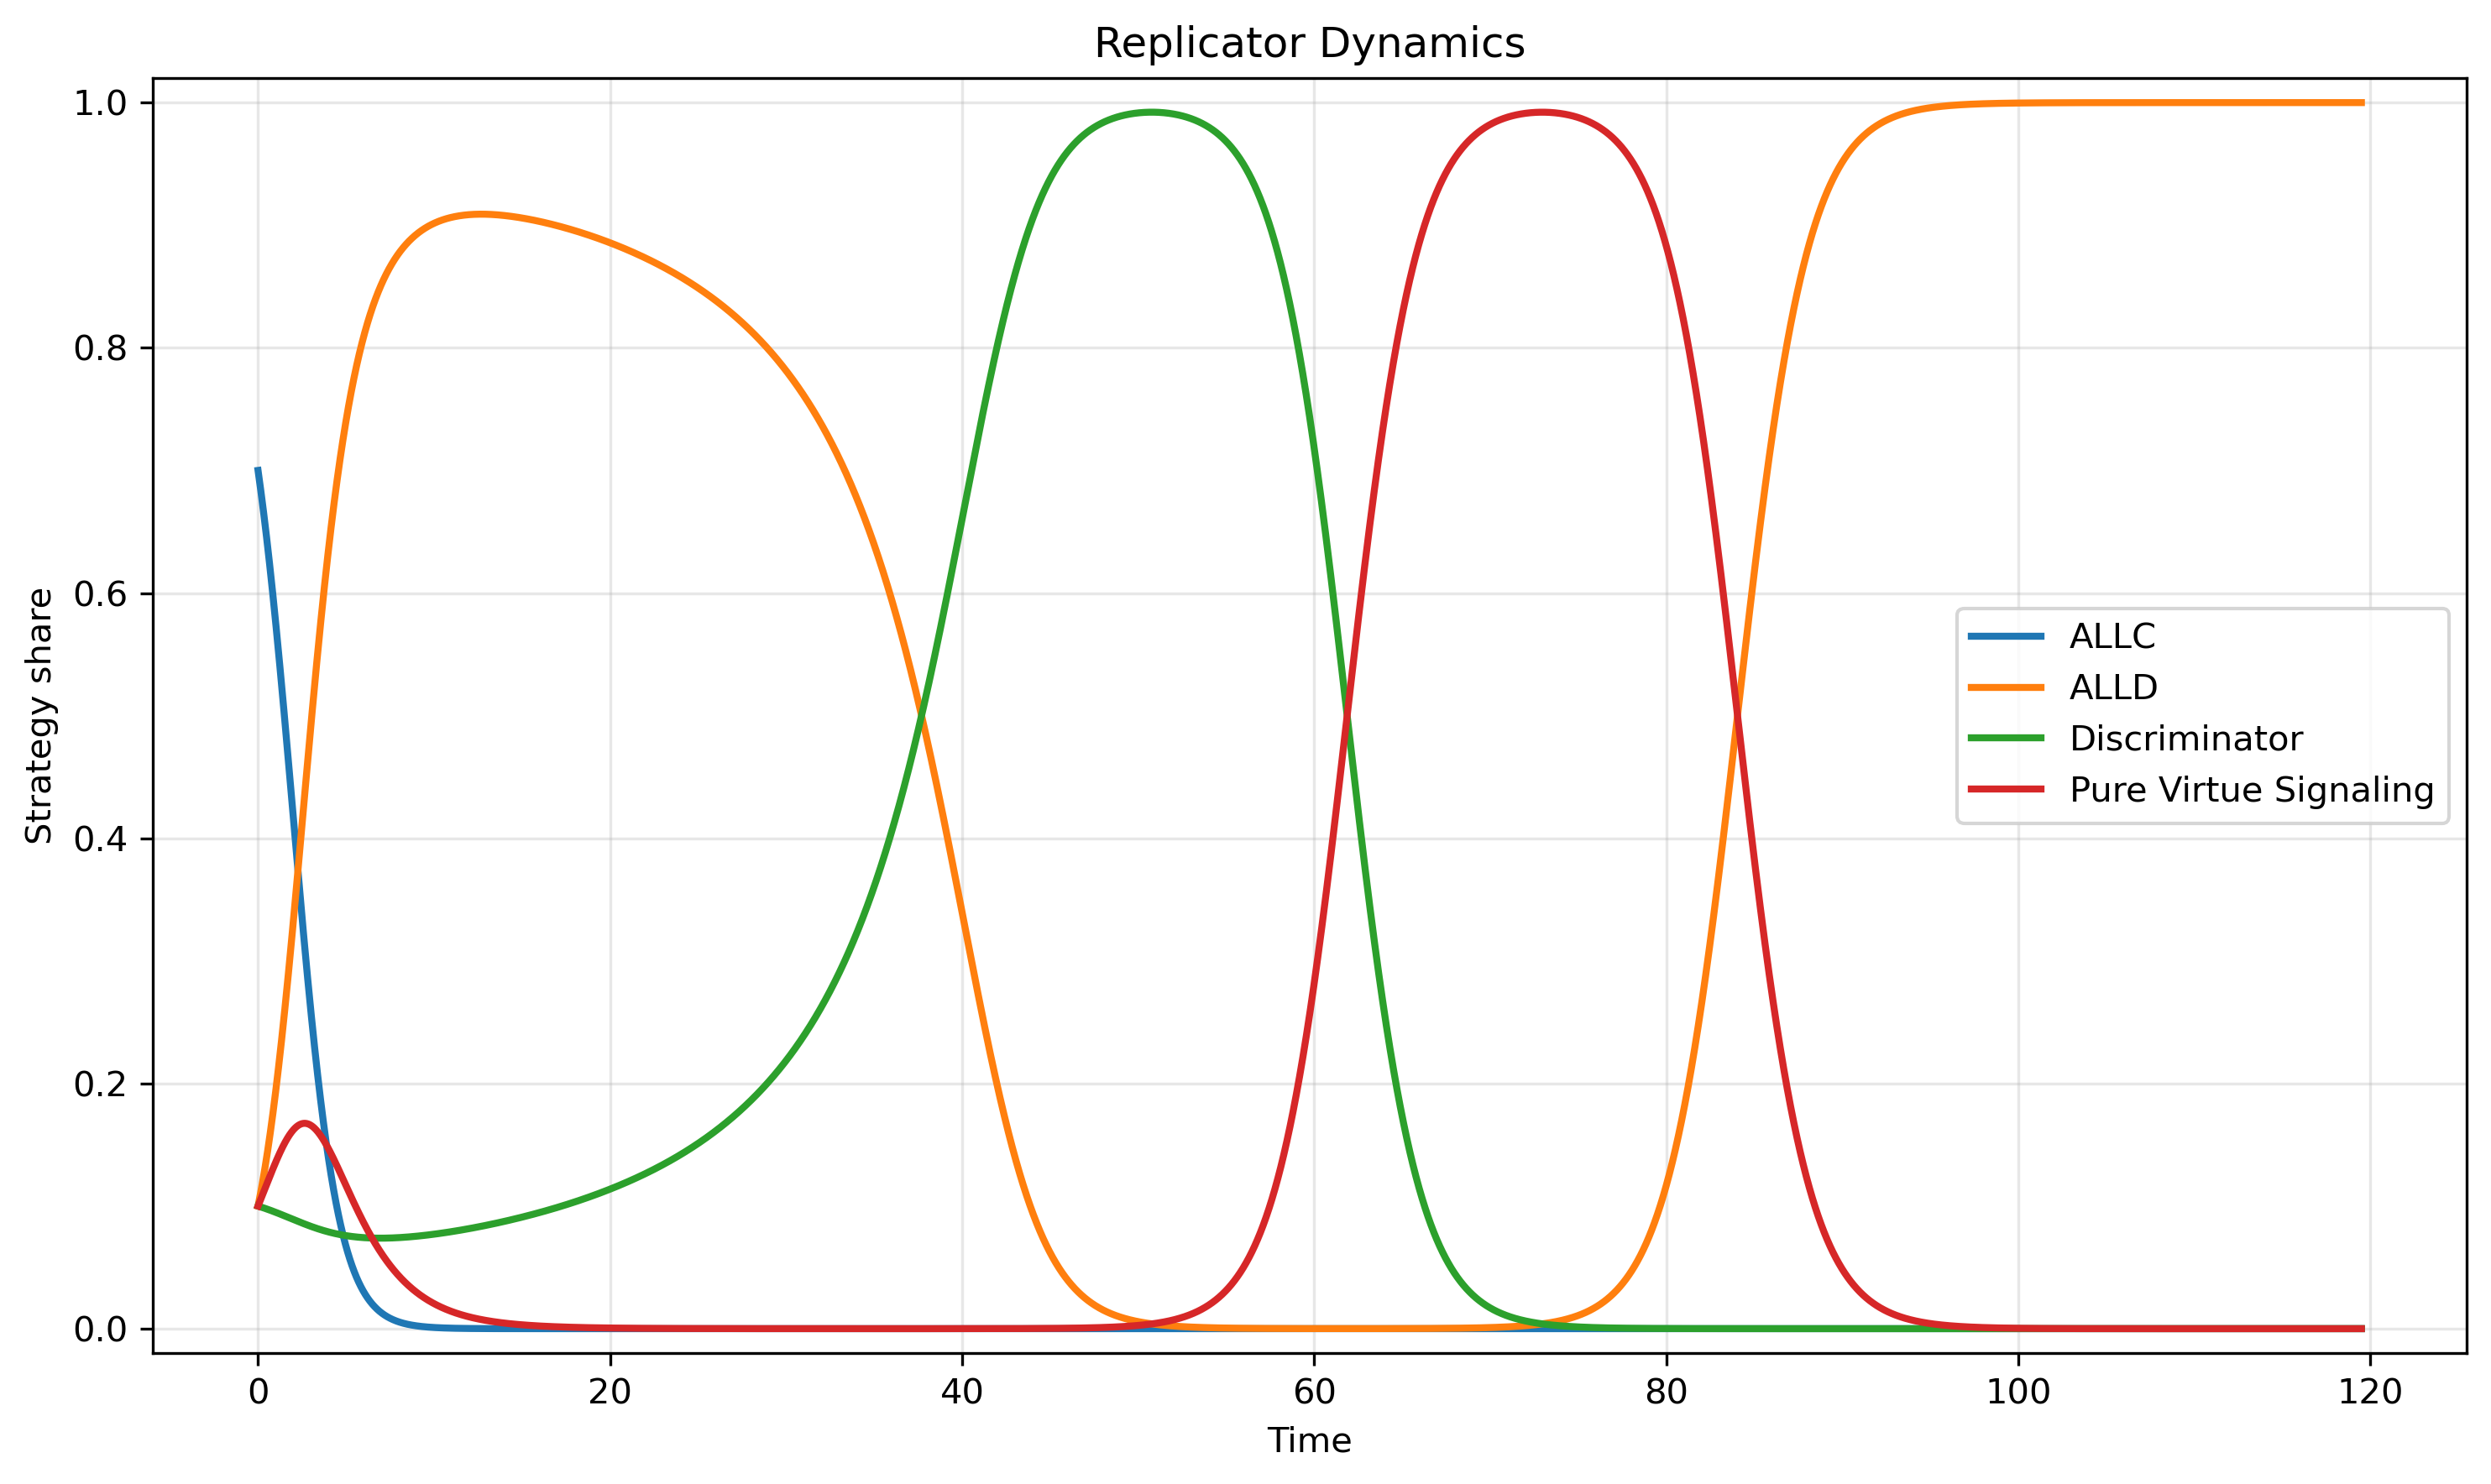 Replicator Dynamics
Strategy share
1.0
0.8
0.6
0.4
0.2
0.0
ALLC
ALLD
Discriminator
Pure Virtue Signaling
0 20 40 60 80 100 120
Time